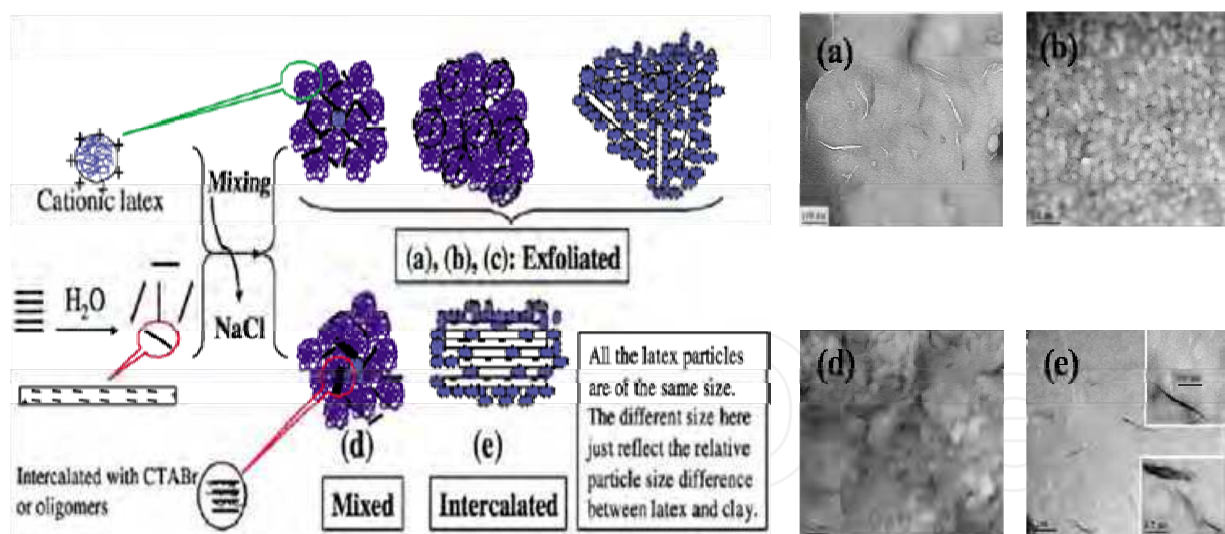 Cationic latex
Mixing
(a), (b), (c): Exfoliated
H₂O
NaCl
Intercalated with CTABr
or oligomers
(d)
(e)
Mixed
Intercalated
All the latex particles
are of the same size.
The different size here
just reflect the relative
particle size difference
between latex and clay.
(a)
(b)
(d)
(e)